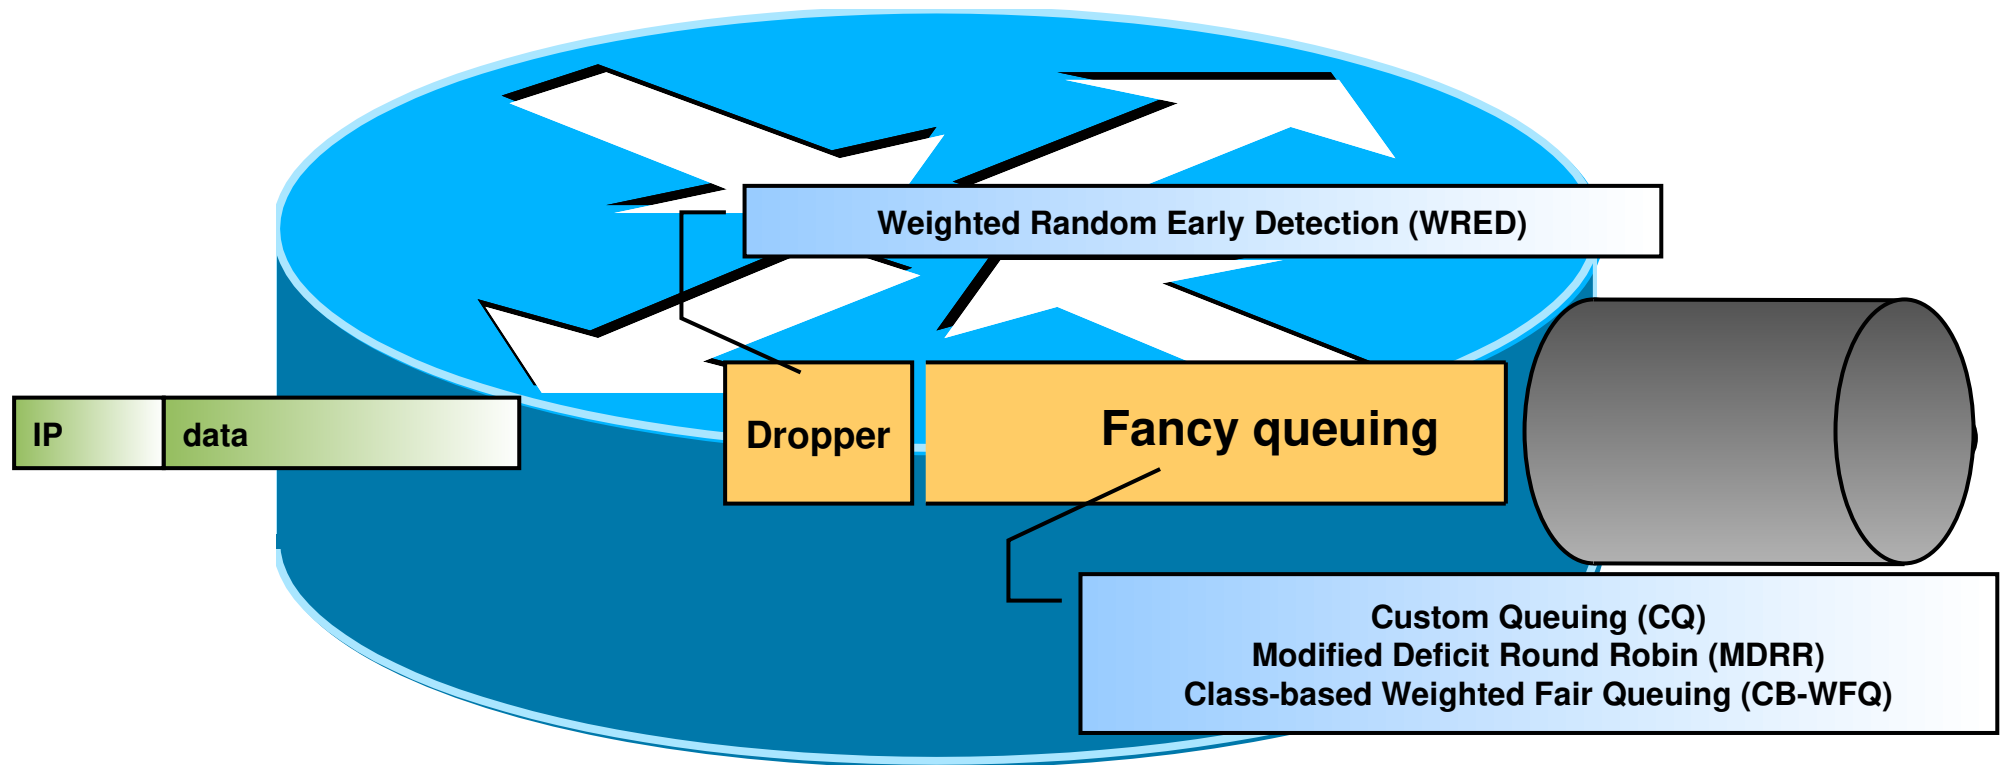 Weighted Random Early Detection (WRED)
IP
data
Dropper
Fancy queuing
Custom Queuing (CQ)
Modified Deficit Round Robin (MDRR)
Class-based Weighted Fair Queuing (CB-WFQ)